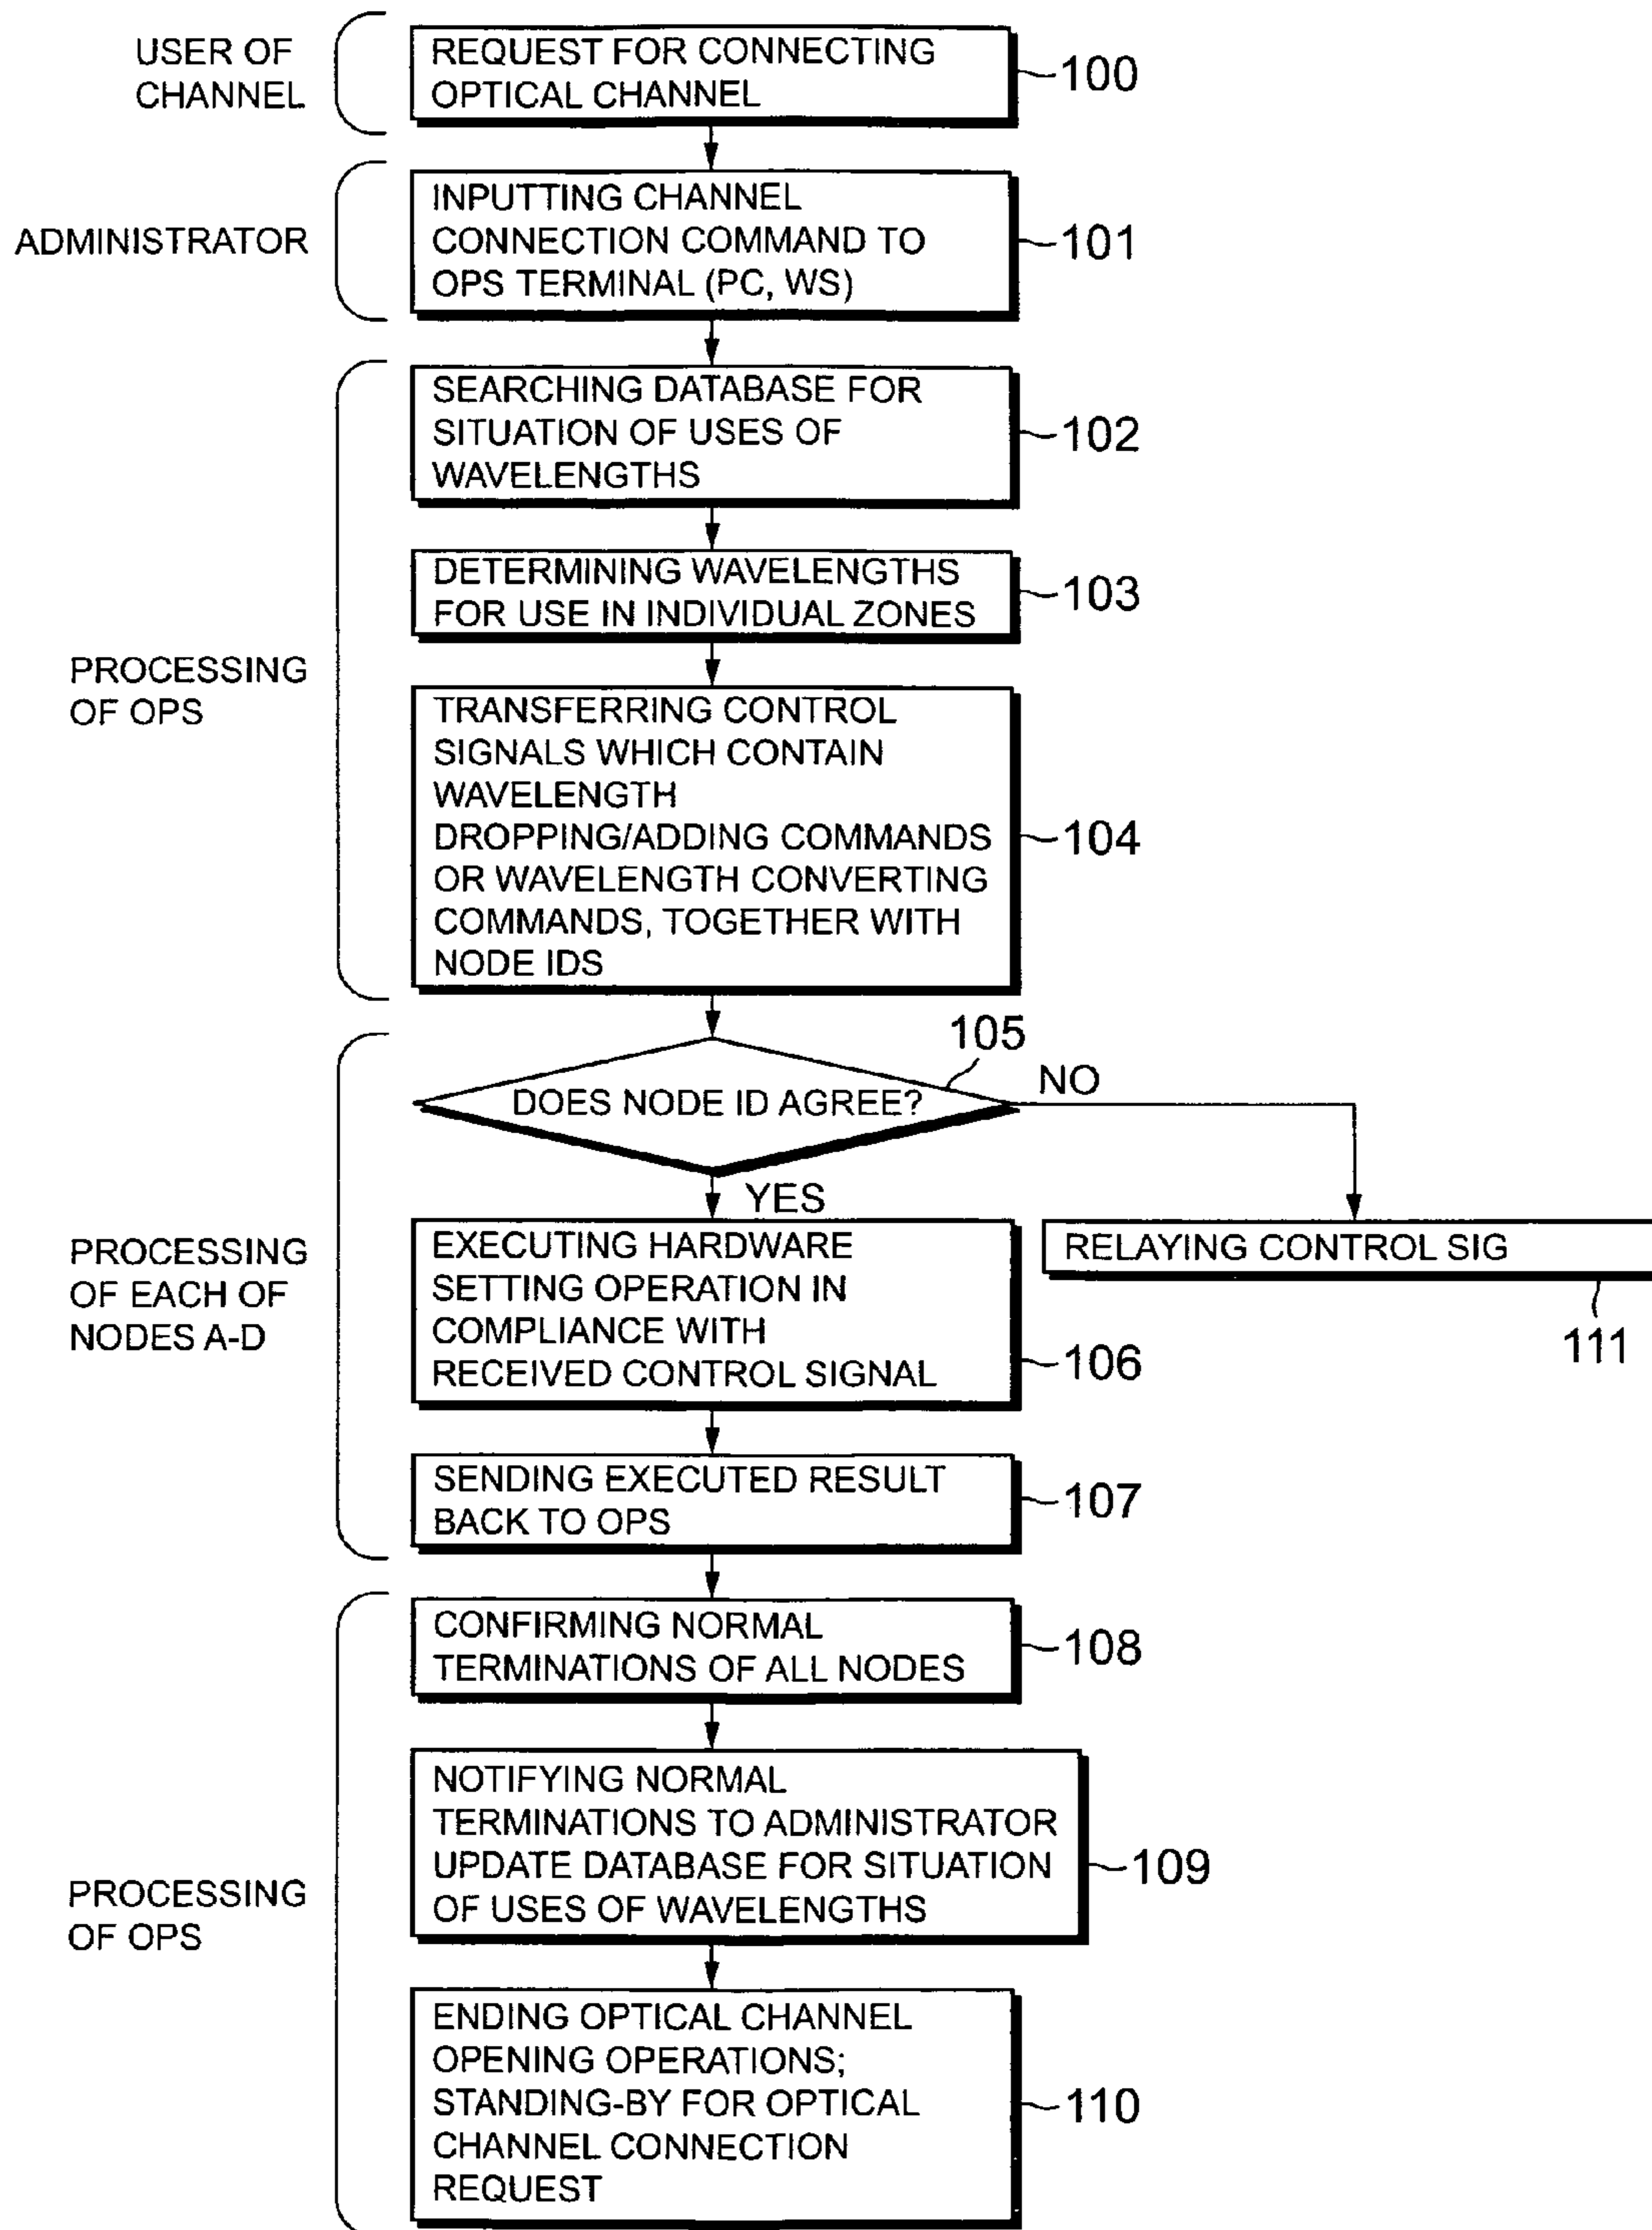 USER OF
CHANNEL
REQUEST FOR CONNECTING
OPTICAL CHANNEL
100
ADMINISTRATOR
INPUTTING CHANNEL
CONNECTION COMMAND TO
OPS TERMINAL (PC, WS)
101
PROCESSING
OF OPS
SEARCHING DATABASE FOR
SITUATION OF USES OF
WAVELENGTHS
102
DETERMINING WAVELENGTHS
FOR USE IN INDIVIDUAL ZONES
103
TRANSFERRING CONTROL
SIGNALS WHICH CONTAIN
WAVELENGTH
DROPPING/ADDING COMMANDS
OR WAVELENGTH CONVERTING
COMMANDS, TOGETHER WITH
NODE IDS
104
PROCESSING
OF EACH OF
NODES A-D
105
DOES NODE ID AGREE?
NO
YES
EXECUTING HARDWARE
SETTING OPERATION IN
COMPLIANCE WITH
RECEIVED CONTROL SIGNAL
106
RELAYING CONTROL SIG
111
SENDING EXECUTED RESULT
BACK TO OPS
107
PROCESSING
OF OPS
CONFIRMING NORMAL
TERMINATIONS OF ALL NODES
108
NOTIFYING NORMAL
TERMINATIONS TO ADMINISTRATOR
UPDATE DATABASE FOR SITUATION
OF USES OF WAVELENGTHS
109
ENDING OPTICAL CHANNEL
OPENING OPERATIONS;
STANDING-BY FOR OPTICAL
CHANNEL CONNECTION
REQUEST
110